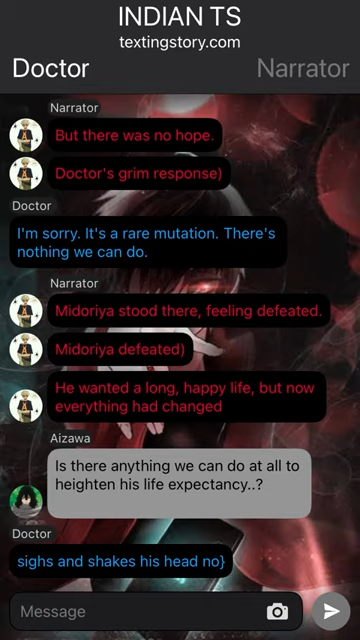 INDIAN TS
textingstory.com
Doctor
Narrator
Narrator
But there was no hope.
Doctor's grim response)
Doctor
I'm sorry. It's a rare mutation. There's
nothing we can do.
Narrator
Midoriya stood there, feeling defeated.
Midoriya defeated)
He wanted a long, happy life, but now
everything had changed
Aizawa
Is there anything we can do at all to
heighten his life expectancy..?
Doctor
sighs and shakes his head no}
Message